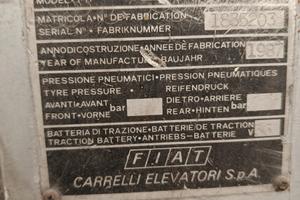 MATRICOLA · N° DE FABRICATION
SERIAL N° · FABRIKNUMMER
ANNO DI COSTRUZIONE · ANNEE DE FABRICATION
YEAR OF MANUFACTURE · BAUJAHR
PRESSIONE PNEUMATICI · PRESSION PNEUMATIQUES
TYRE PRESSURE REIFENDRUCK
AVANTI · AVANT bar DIETRO · ARRIERE bar
FRONT · VORNE REAR · HINTEN
BATTERIA DI TRAZIONE · BATTERIE DE TRACTION V
TRACTION BATTERY · ANTRIEBS - BATTERIE
FIAT
CARRELLI ELEVATORI S.p.A.